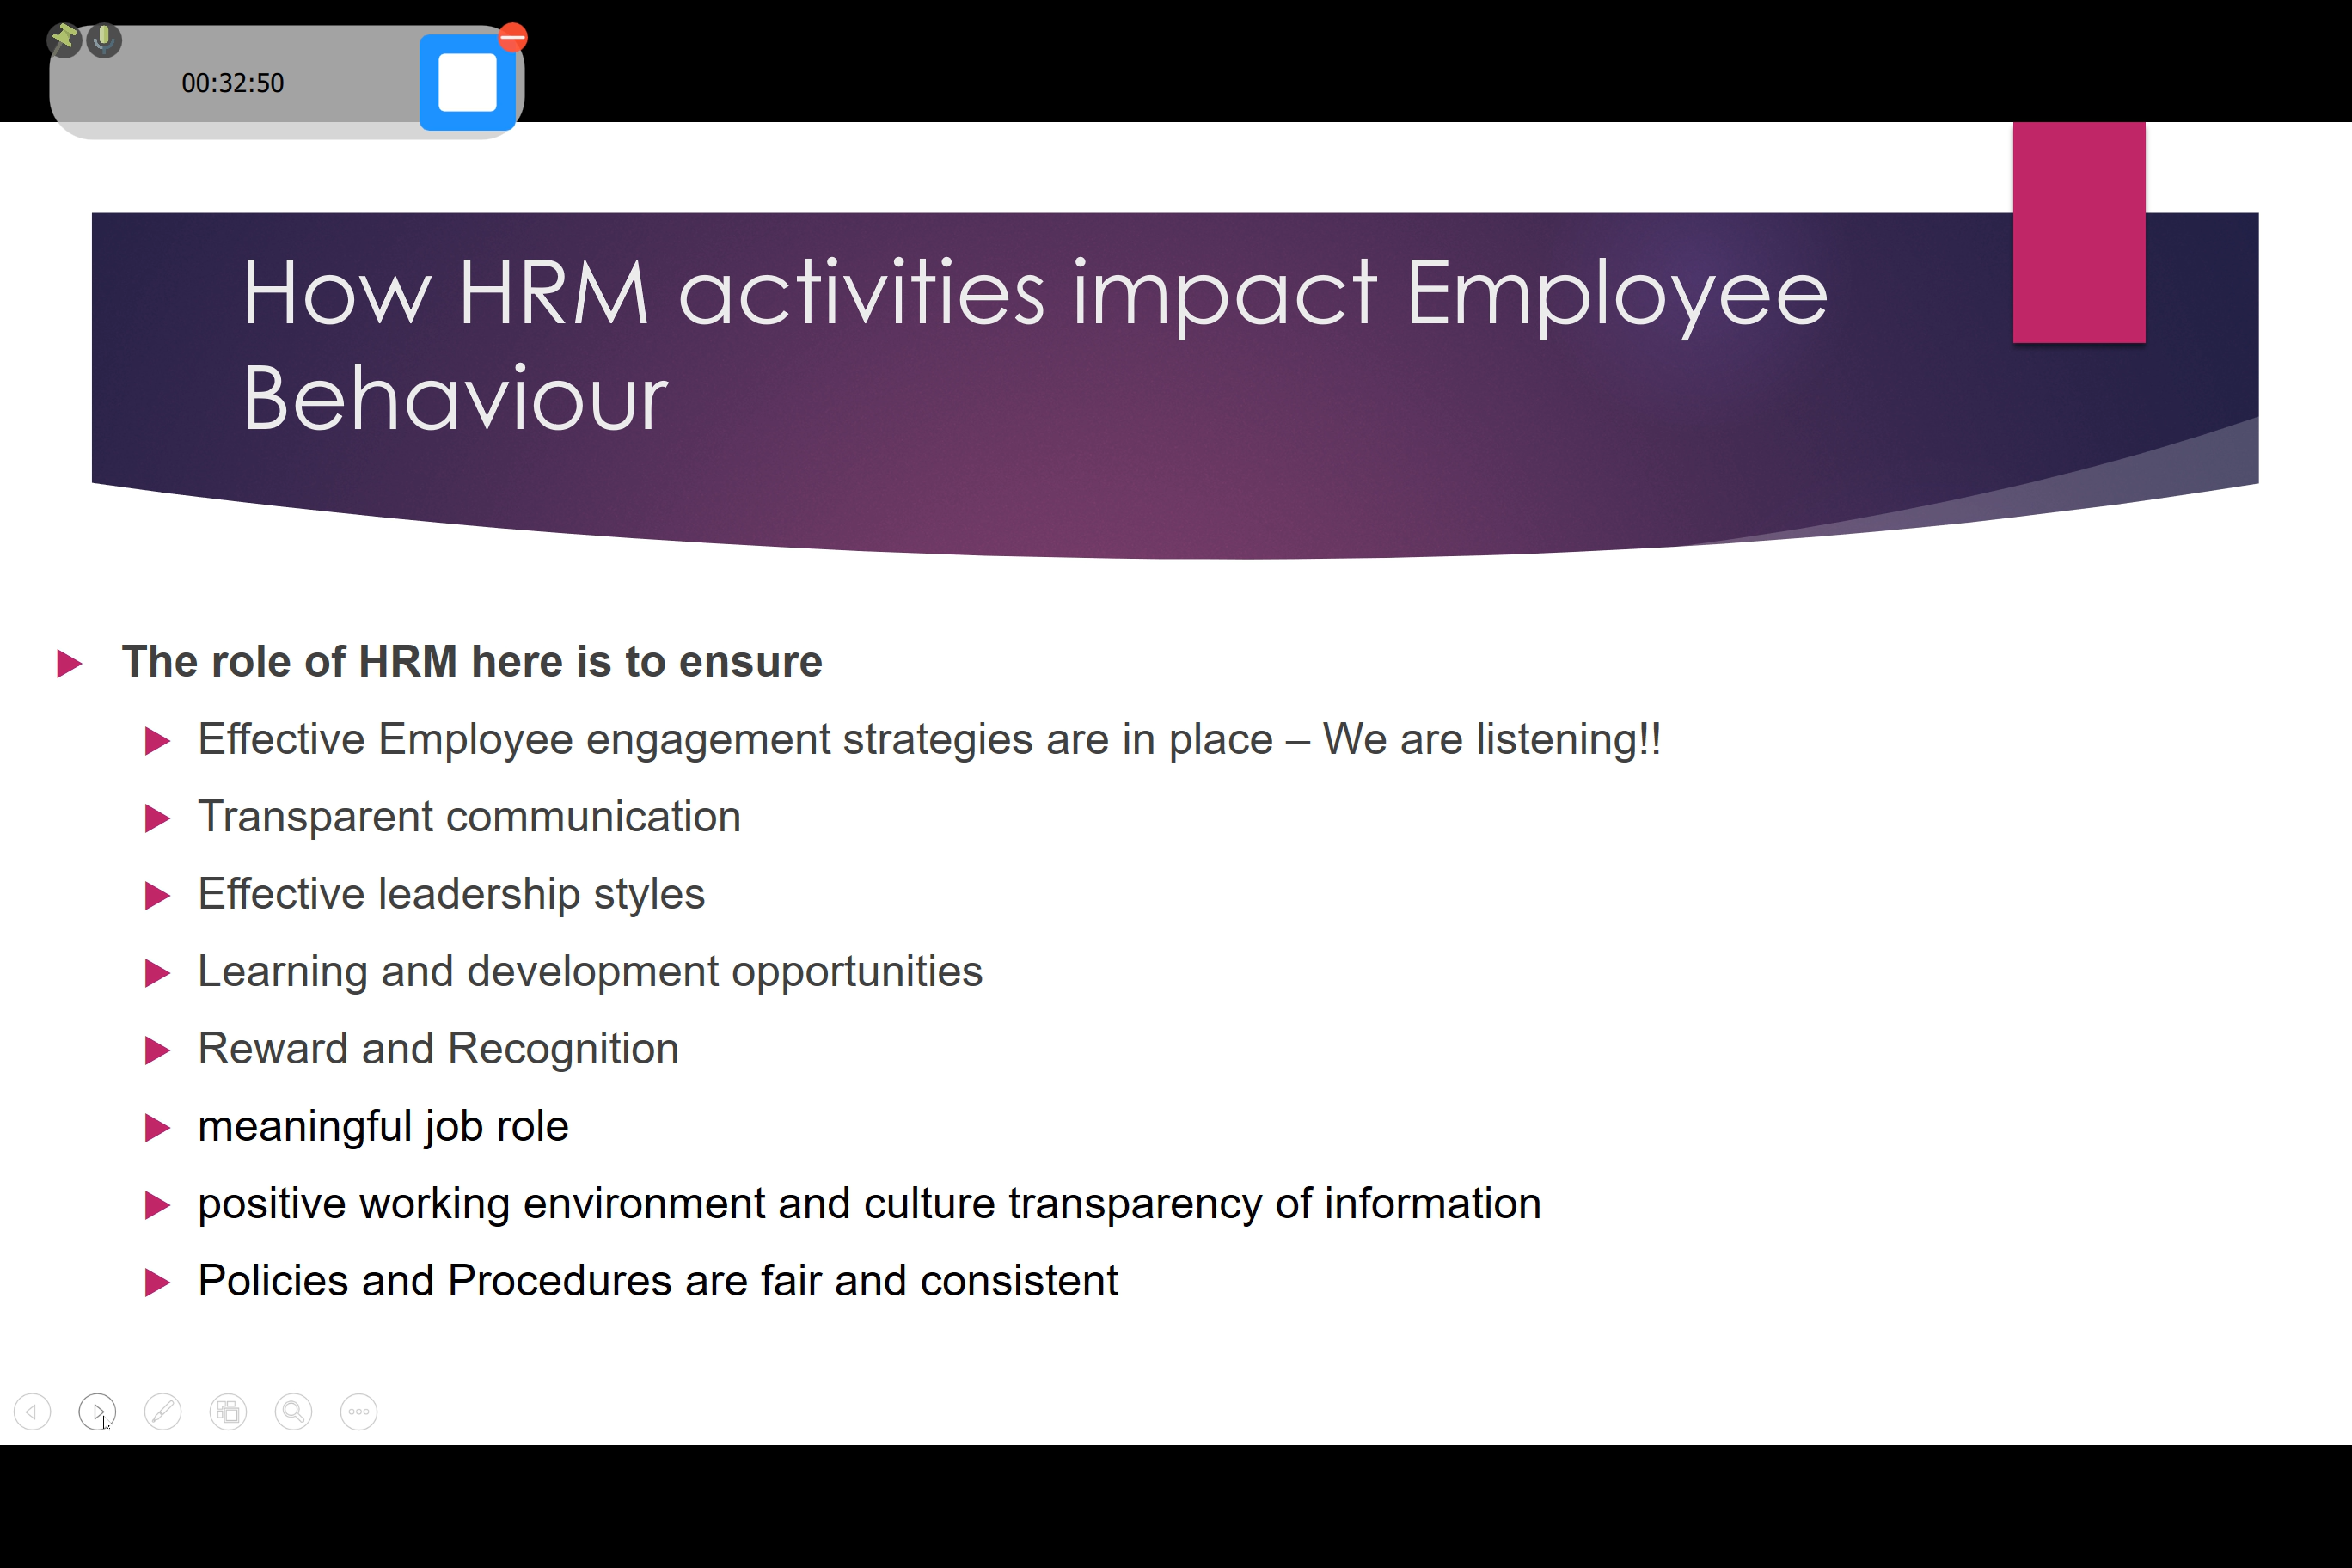 00:32:50
How HRM activities impact Employee
Behaviour
The role of HRM here is to ensure
Effective Employee engagement strategies are in place – We are listening!!
Transparent communication
Effective leadership styles
Learning and development opportunities
Reward and Recognition
meaningful job role
positive working environment and culture transparency of information
Policies and Procedures are fair and consistent